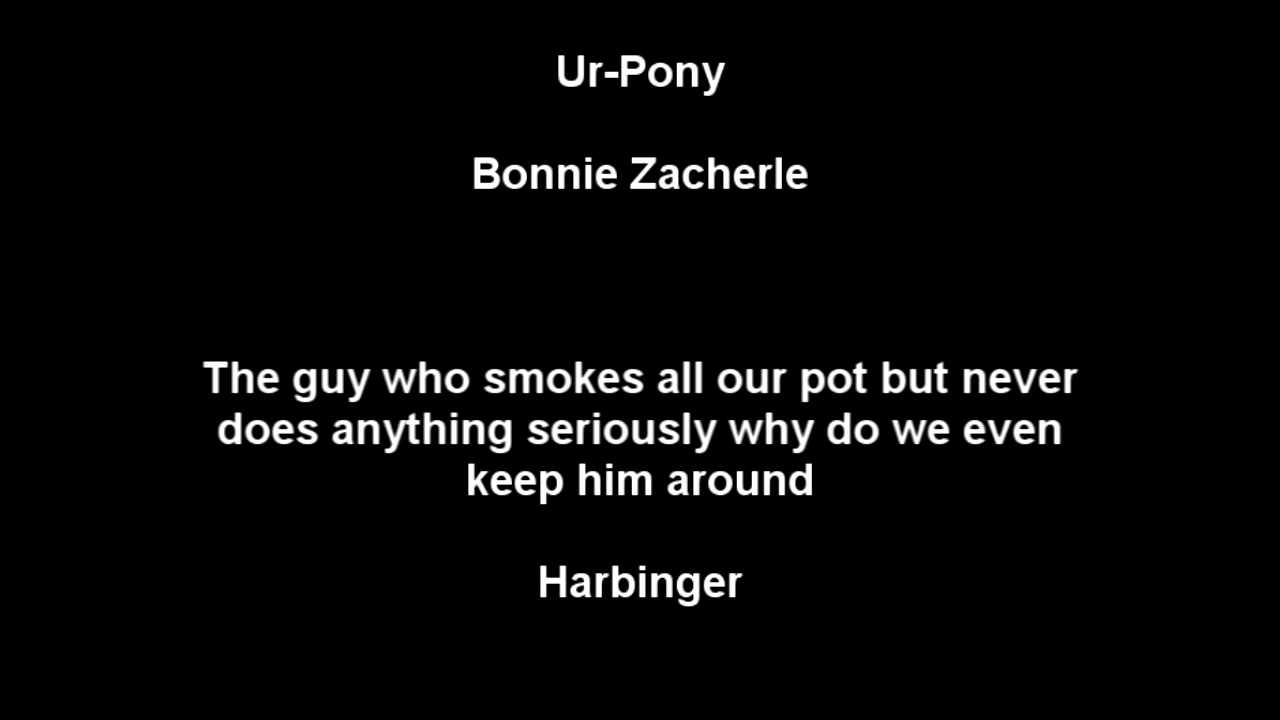 Ur-Pony
Bonnie Zacherle
The guy who smokes all our pot but never
does anything seriously why do we even
keep him around
Harbinger